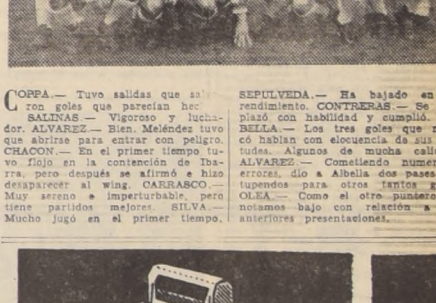 COPPA.— Tuvo salidas que
ron goles que parecían
SALINAS.— Vigoroso y lucha-
dor. ALVAREZ.— Bien. Meléndez tuvo
que abrirse para entrar con peligro.
CHACON.— En el primer tiempo tu-
vo flojo en la contención de Iba-
rra, pero después se afirmó e hizo
desaparecer al wing. CARRASCO.—
Muy sereno e imperturbable, pero
tiene partidos mejores. SILVA.—
Mucho jugó en el primer tiempo.
SEPULVEDA.— Ha bajado en
rendimiento. CONTRERAS.— Se
plazó con habilidad y cumplió.
BELLA.— Los tres goles que
có hablan con elocuencia de sus
tudes. Algunos de mucha
ALVAREZ.— Cometiendo
errores, dio a Albella dos pases
tupendos para otros tantos
OLEA.— Como el otro puntero
notamos bajo con relación a
anteriores presentaciones.